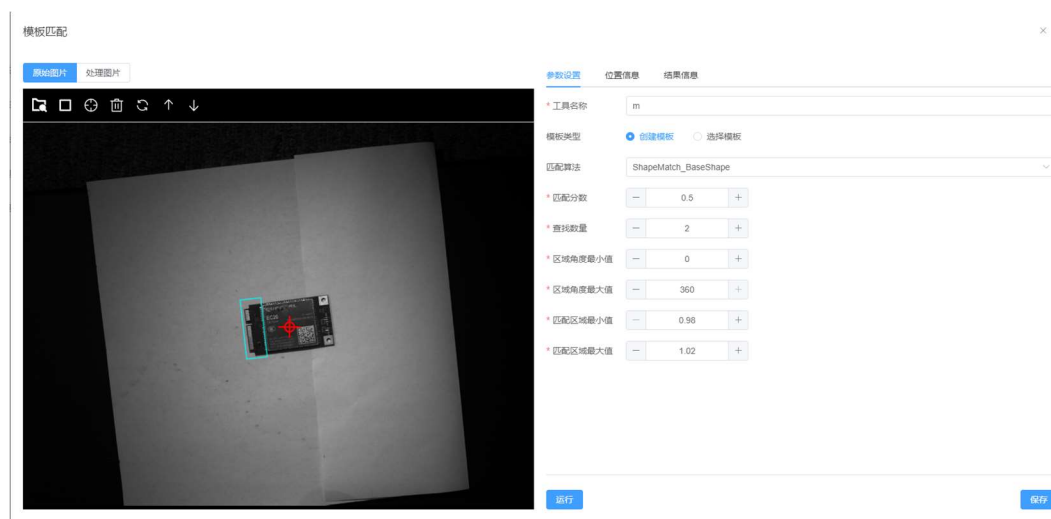 模板匹配
原始图片 处理图片
参数设置 位置信息 结果信息
* 工具名称 m
模板类型 创建模板 选择模板
匹配算法 ShapeMatch_BaseShape
* 匹配分数 0.5
* 查找数量 2
* 区域角度最小值 0
* 区域角度最大值 360
* 匹配区域最小值 0.98
* 匹配区域最大值 1.02
运行 保存